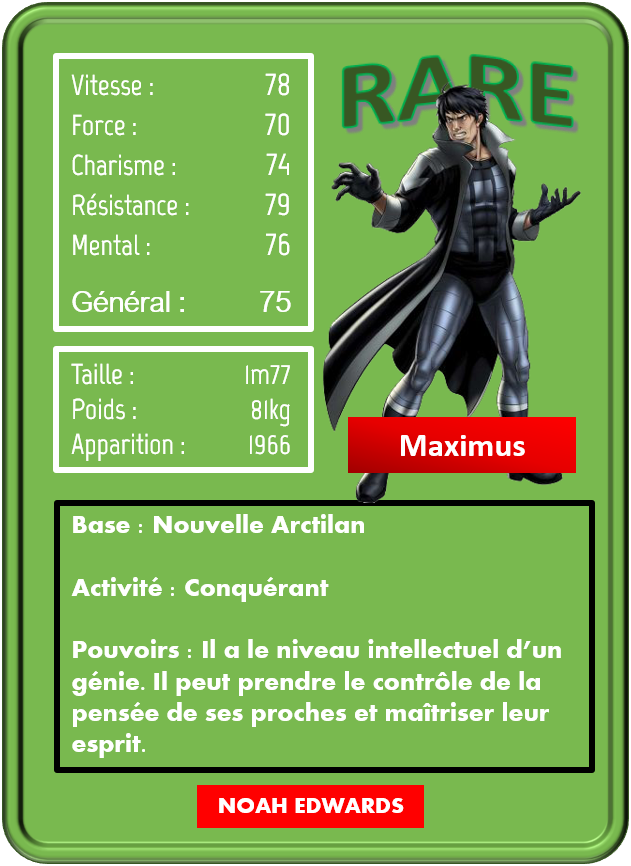 RARE
Vitesse : 78
Force : 70
Charisme : 74
Résistance : 79
Mental : 76
Général : 75
Taille : 1m77
Poids : 81kg
Apparition : 1966
Maximus
Base : Nouvelle Arctilan
Activité : Conquérant
Pouvoirs : Il a le niveau intellectuel d’un
génie. Il peut prendre le contrôle de la
pensée de ses proches et maîtriser leur
esprit.
NOAH EDWARDS